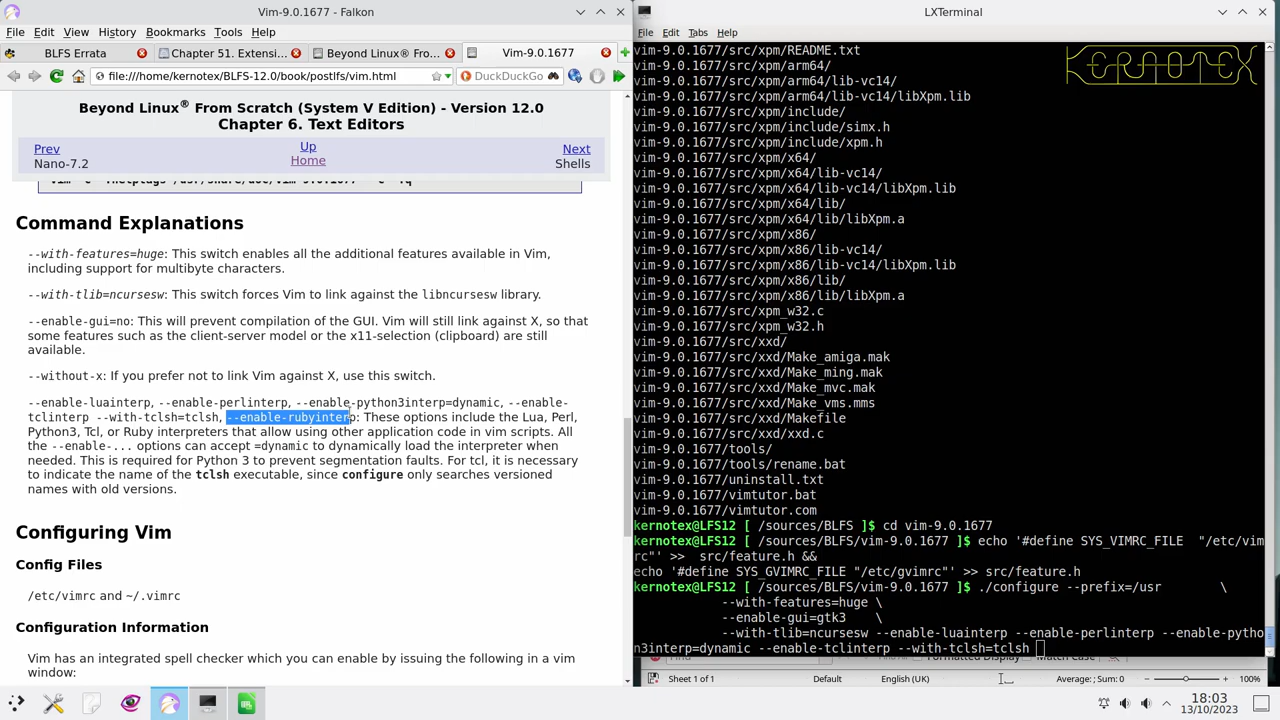 Vim-9.0.1677 - Falkon
File Edit View History Bookmarks Tools Help
BLFS Errata
Chapter 51. Extensi...
Beyond Linux® Fro...
Vim-9.0.1677
file:///home/kernotex/BLFS-12.0/book/postlfs/vim.html
DuckDuckGo
Beyond Linux® From Scratch (System V Edition) - Version 12.0
Chapter 6. Text Editors
Prev Up Next
Nano-7.2 Home Shells
Command Explanations
--with-features=huge: This switch enables all the additional features available in Vim,
including support for multibyte characters.
--with-tlib=ncursesw: This switch forces Vim to link against the libncursesw library.
--enable-gui=no: This will prevent compilation of the GUI. Vim will still link against X, so that
some features such as the client-server model or the x11-selection (clipboard) are still
available.
--without-x: If you prefer not to link Vim against X, use this switch.
--enable-luainterp, --enable-perlinterp, --enable-python3interp=dynamic, --enable-
tclinterp --with-tclsh=tclsh, --enable-rubyinterp: These options include the Lua, Perl,
Python3, Tcl, or Ruby interpreters that allow using other application code in vim scripts. All
the --enable-... options can accept =dynamic to dynamically load the interpreter when
needed. This is required for Python 3 to prevent segmentation faults. For tcl, it is necessary
to indicate the name of the tclsh executable, since configure only searches versioned
names with old versions.
Configuring Vim
Config Files
/etc/vimrc and ~/.vimrc
Configuration Information
Vim has an integrated spell checker which you can enable by issuing the following in a vim
window:
LXTerminal
File Edit Tabs Help
KERNOTEX
vim-9.0.1677/src/xpm/README.txt
vim-9.0.1677/src/xpm/arm64/
vim-9.0.1677/src/xpm/arm64/lib-vc14/
vim-9.0.1677/src/xpm/arm64/lib-vc14/libXpm.lib
vim-9.0.1677/src/xpm/include/
vim-9.0.1677/src/xpm/include/simx.h
vim-9.0.1677/src/xpm/include/xpm.h
vim-9.0.1677/src/xpm/x64/
vim-9.0.1677/src/xpm/x64/lib-vc14/
vim-9.0.1677/src/xpm/x64/lib-vc14/libXpm.lib
vim-9.0.1677/src/xpm/x64/lib/
vim-9.0.1677/src/xpm/x64/lib/libXpm.a
vim-9.0.1677/src/xpm/x86/
vim-9.0.1677/src/xpm/x86/lib-vc14/
vim-9.0.1677/src/xpm/x86/lib-vc14/libXpm.lib
vim-9.0.1677/src/xpm/x86/lib/
vim-9.0.1677/src/xpm/x86/lib/libXpm.a
vim-9.0.1677/src/xpm_w32.c
vim-9.0.1677/src/xpm_w32.h
vim-9.0.1677/src/xxd/
vim-9.0.1677/src/xxd/Make_amiga.mak
vim-9.0.1677/src/xxd/Make_ming.mak
vim-9.0.1677/src/xxd/Make_mvc.mak
vim-9.0.1677/src/xxd/Make_vms.mms
vim-9.0.1677/src/xxd/Makefile
vim-9.0.1677/src/xxd/xxd.c
vim-9.0.1677/tools/
vim-9.0.1677/tools/rename.bat
vim-9.0.1677/uninstall.txt
vim-9.0.1677/vimtutor.bat
vim-9.0.1677/vimtutor.com
kernotex@LFS12 [ /sources/BLFS ]$ cd vim-9.0.1677
kernotex@LFS12 [ /sources/BLFS/vim-9.0.1677 ]$ echo '#define SYS_VIMRC_FILE  "/etc/vim
rc"' >>  src/feature.h &&
echo '#define SYS_GVIMRC_FILE "/etc/gvimrc"' >> src/feature.h
kernotex@LFS12 [ /sources/BLFS/vim-9.0.1677 ]$ ./configure --prefix=/usr \
--with-features=huge \
--enable-gui=gtk3 \
--with-tlib=ncursesw --enable-luainterp --enable-perlinterp --enable-pytho
n3interp=dynamic --enable-tclinterp --with-tclsh=tclsh
Sheet 1 of 1 Default English (UK) Average: ; Sum: 0 100%
18:03
13/10/2023